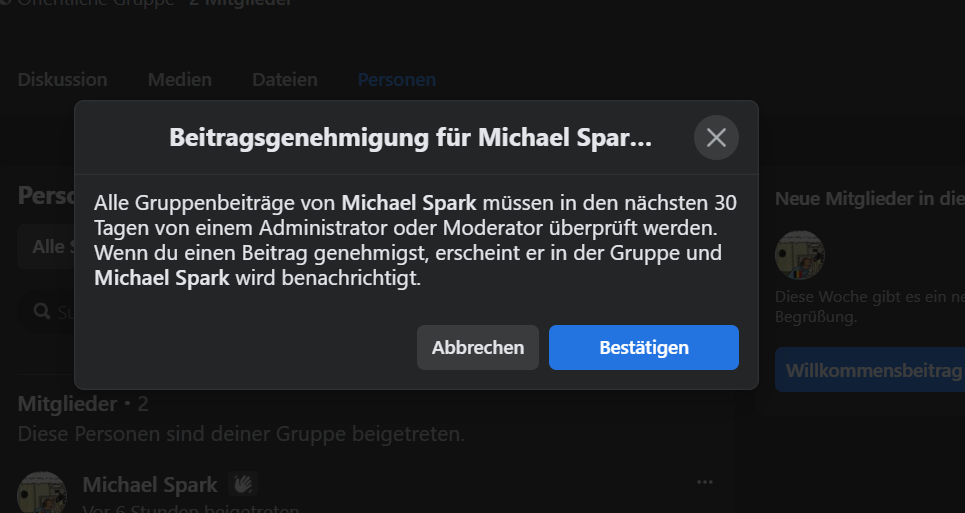 Öffentliche Gruppe · 2 Mitglieder
Diskussion Medien Dateien Personen
Beitragsgenehmigung für Michael Spar...
Alle Gruppenbeiträge von Michael Spark müssen in den nächsten 30
Tagen von einem Administrator oder Moderator überprüft werden.
Wenn du einen Beitrag genehmigst, erscheint er in der Gruppe und
Michael Spark wird benachrichtigt.
Abbrechen Bestätigen
Neue Mitglieder in die
Diese Woche gibt es ein
Begrüßung.
Willkommensbeitrag
Alle
Mitglieder · 2
Diese Personen sind deiner Gruppe beigetreten.
Michael Spark
Vor 6 Stunden beigetreten